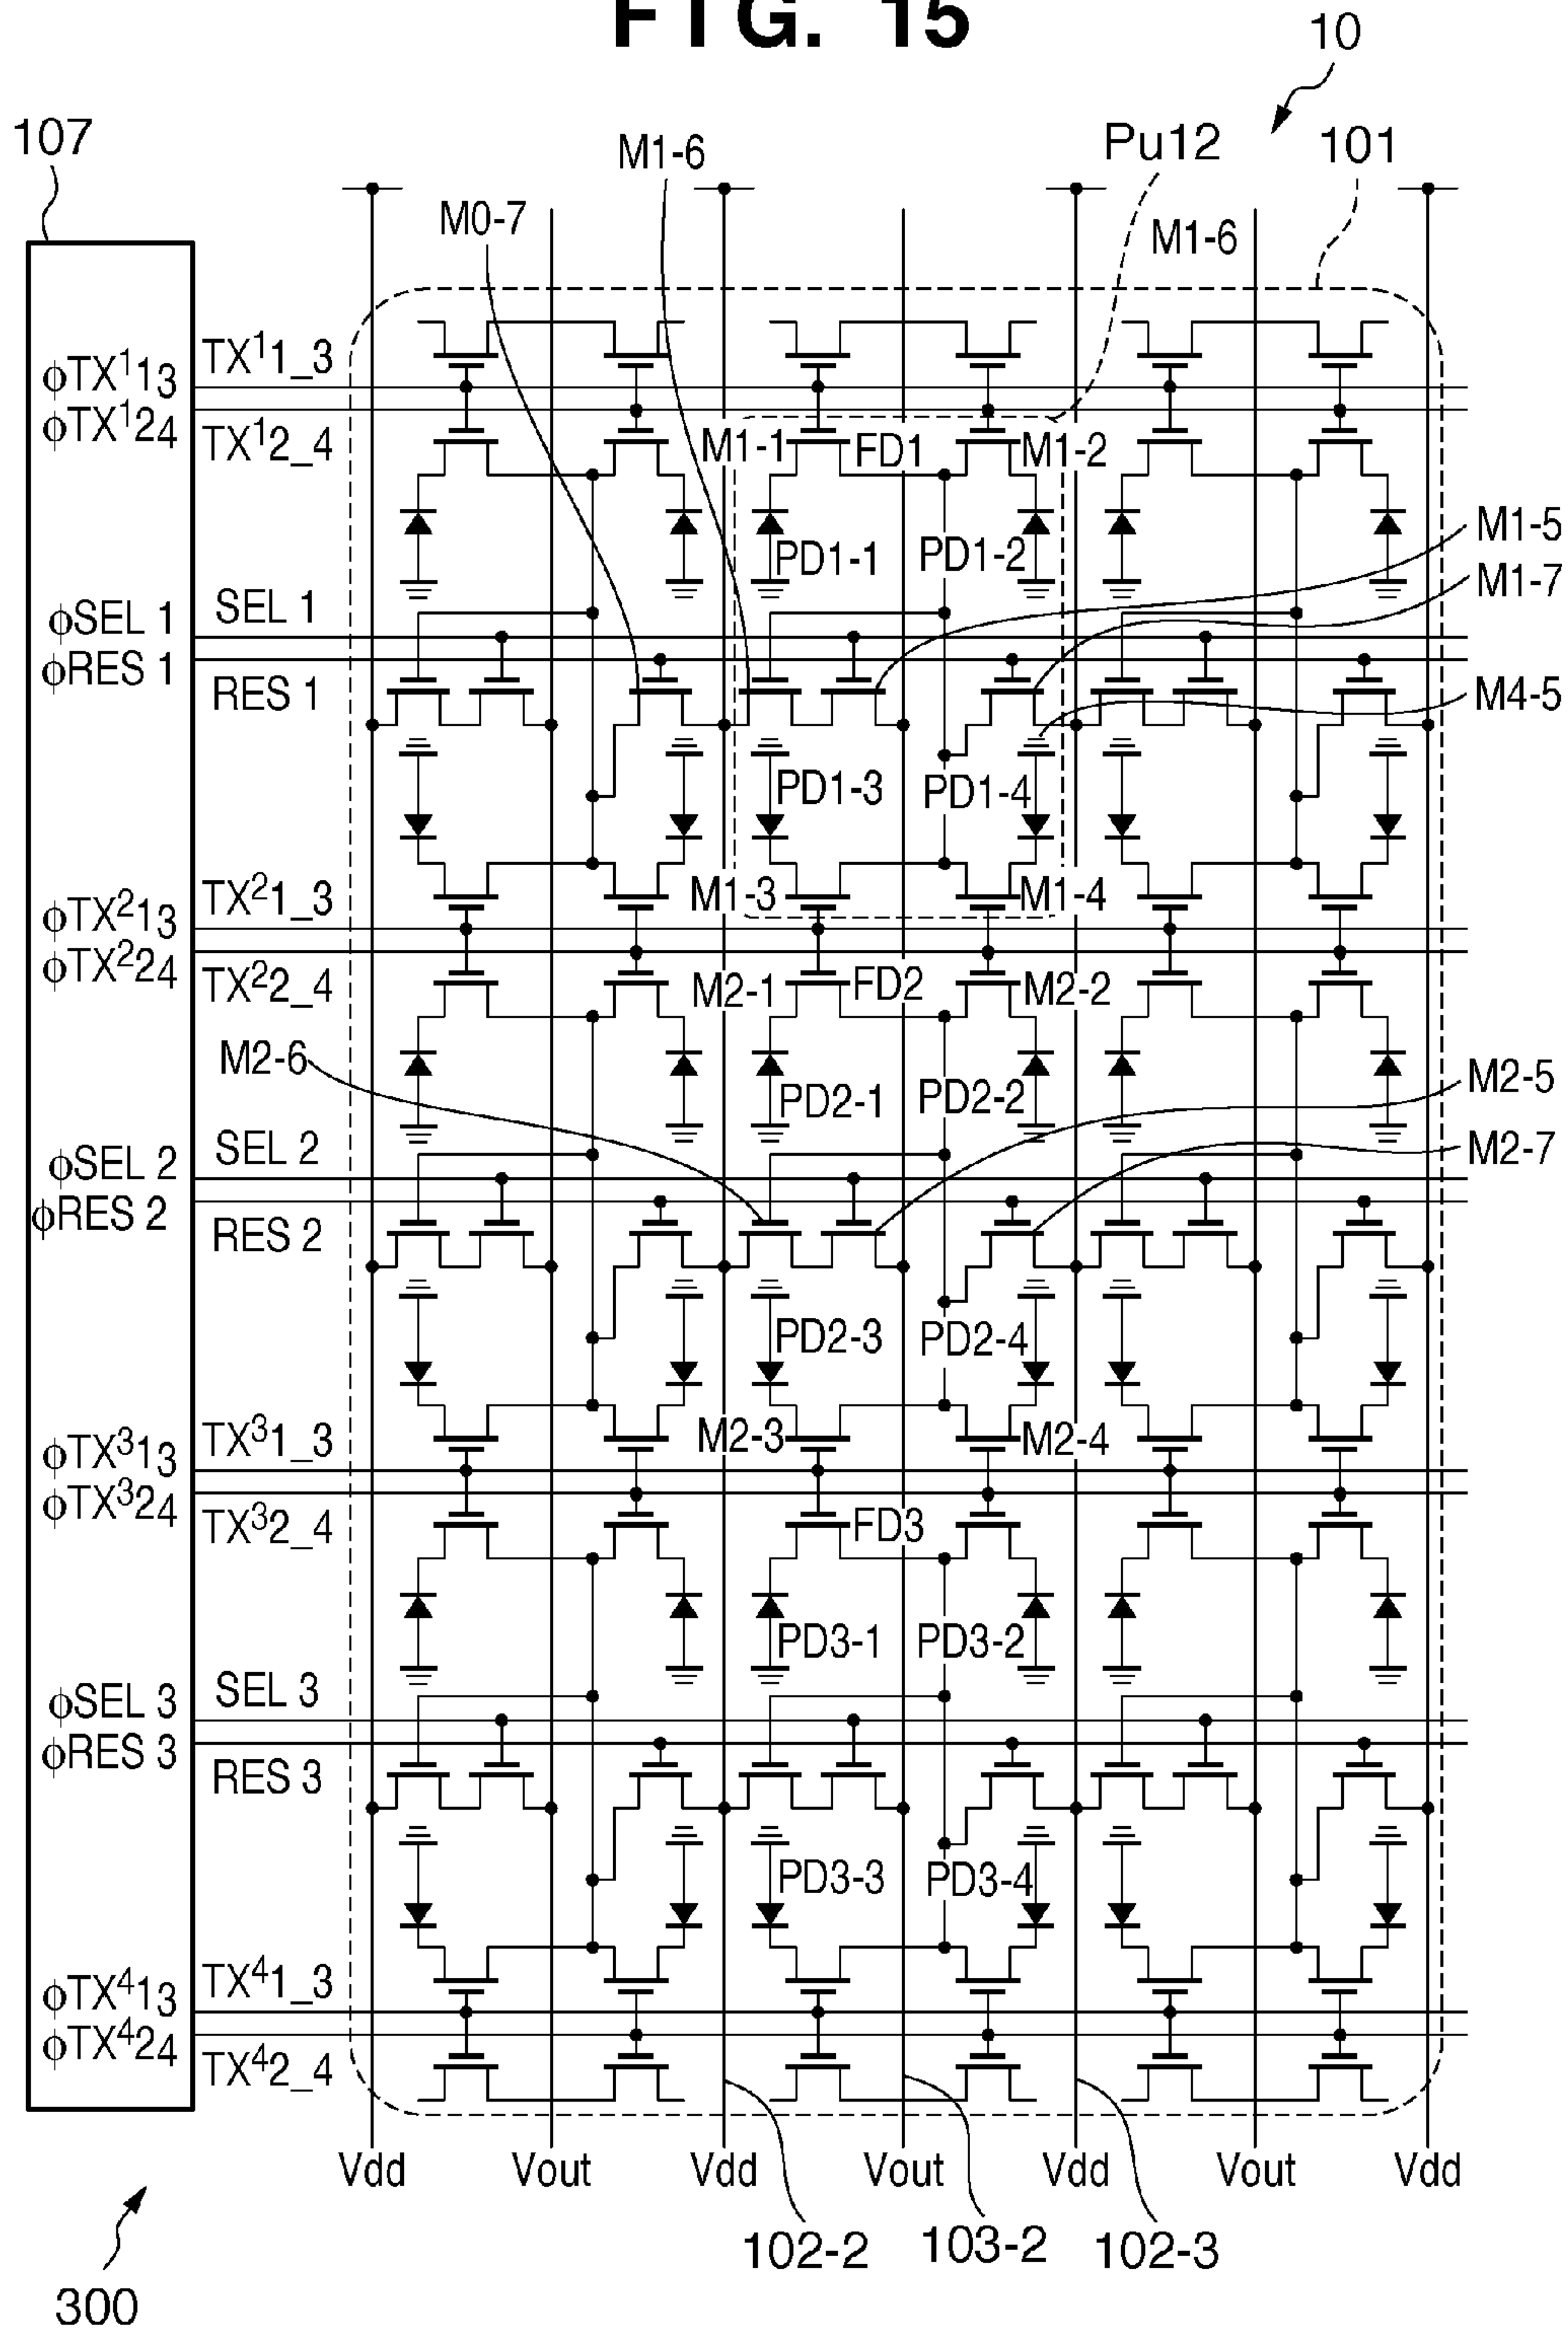 FIG. 15
10
107
M1-6
Pu12
101
M0-7
M1-6
ϕTX¹13
TX¹1_3
ϕTX¹24
TX¹2_4
M1-1
FD1
M1-2
PD1-1
PD1-2
M1-5
M1-7
ϕSEL 1
SEL 1
ϕRES 1
RES 1
M4-5
PD1-3
PD1-4
ϕTX²13
TX²1_3
M1-3
M1-4
ϕTX²24
TX²2_4
M2-1
FD2
M2-2
M2-6
PD2-1
PD2-2
M2-5
ϕSEL 2
SEL 2
M2-7
ϕRES 2
RES 2
PD2-3
PD2-4
ϕTX³13
TX³1_3
M2-3
M2-4
ϕTX³24
TX³2_4
FD3
PD3-1
PD3-2
ϕSEL 3
SEL 3
ϕRES 3
RES 3
PD3-3
PD3-4
ϕTX⁴13
TX⁴1_3
ϕTX⁴24
TX⁴2_4
Vdd Vout Vdd Vout Vdd Vout Vdd
102-2 103-2 102-3
300